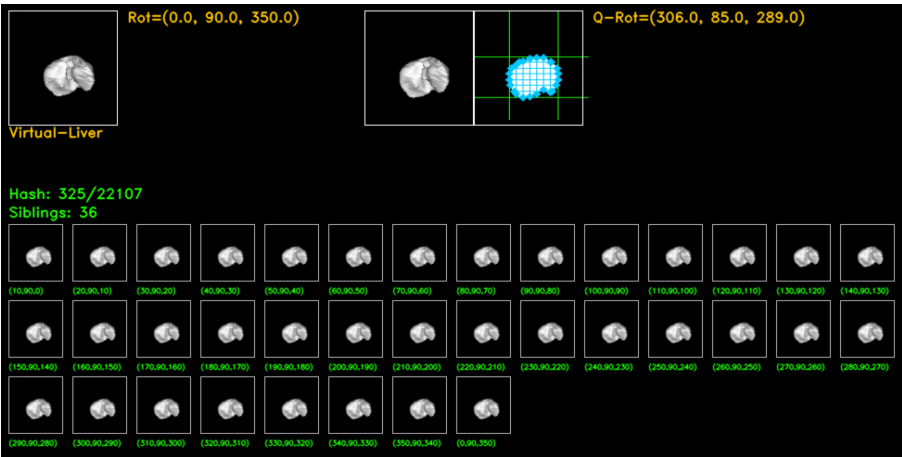 Rot=(0.0, 90.0, 350.0)
Q-Rot=(306.0, 85.0, 289.0)
Virtual-Liver
Hash: 325/22107
Siblings: 36
(10,90,0) (20,90,10) (30,90,20) (40,90,30) (50,90,40) (60,90,50) (70,90,60) (80,90,70) (90,90,80) (100,90,90) (110,90,100) (120,90,110) (130,90,120) (140,90,130)
(150,90,140) (160,90,150) (170,90,160) (180,90,170) (190,90,180) (200,90,190) (210,90,200) (220,90,210) (230,90,220) (240,90,230) (250,90,240) (260,90,250) (270,90,260) (280,90,270)
(290,90,280) (300,90,290) (310,90,300) (320,90,310) (330,90,320) (340,90,330) (350,90,340) (0,90,350)